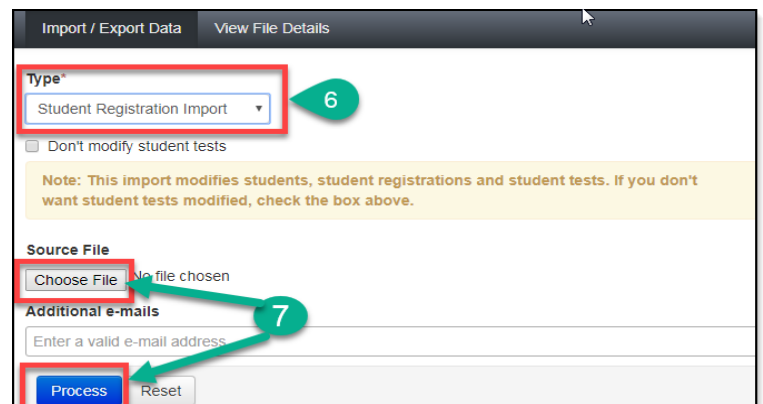 Import / Export Data View File Details
Type*
Student Registration Import
6
Don't modify student tests
Note: This import modifies students, student registrations and student tests. If you don't
want student tests modified, check the box above.
Source File
Choose File No file chosen
Additional e-mails
7
Enter a valid e-mail address
Process Reset